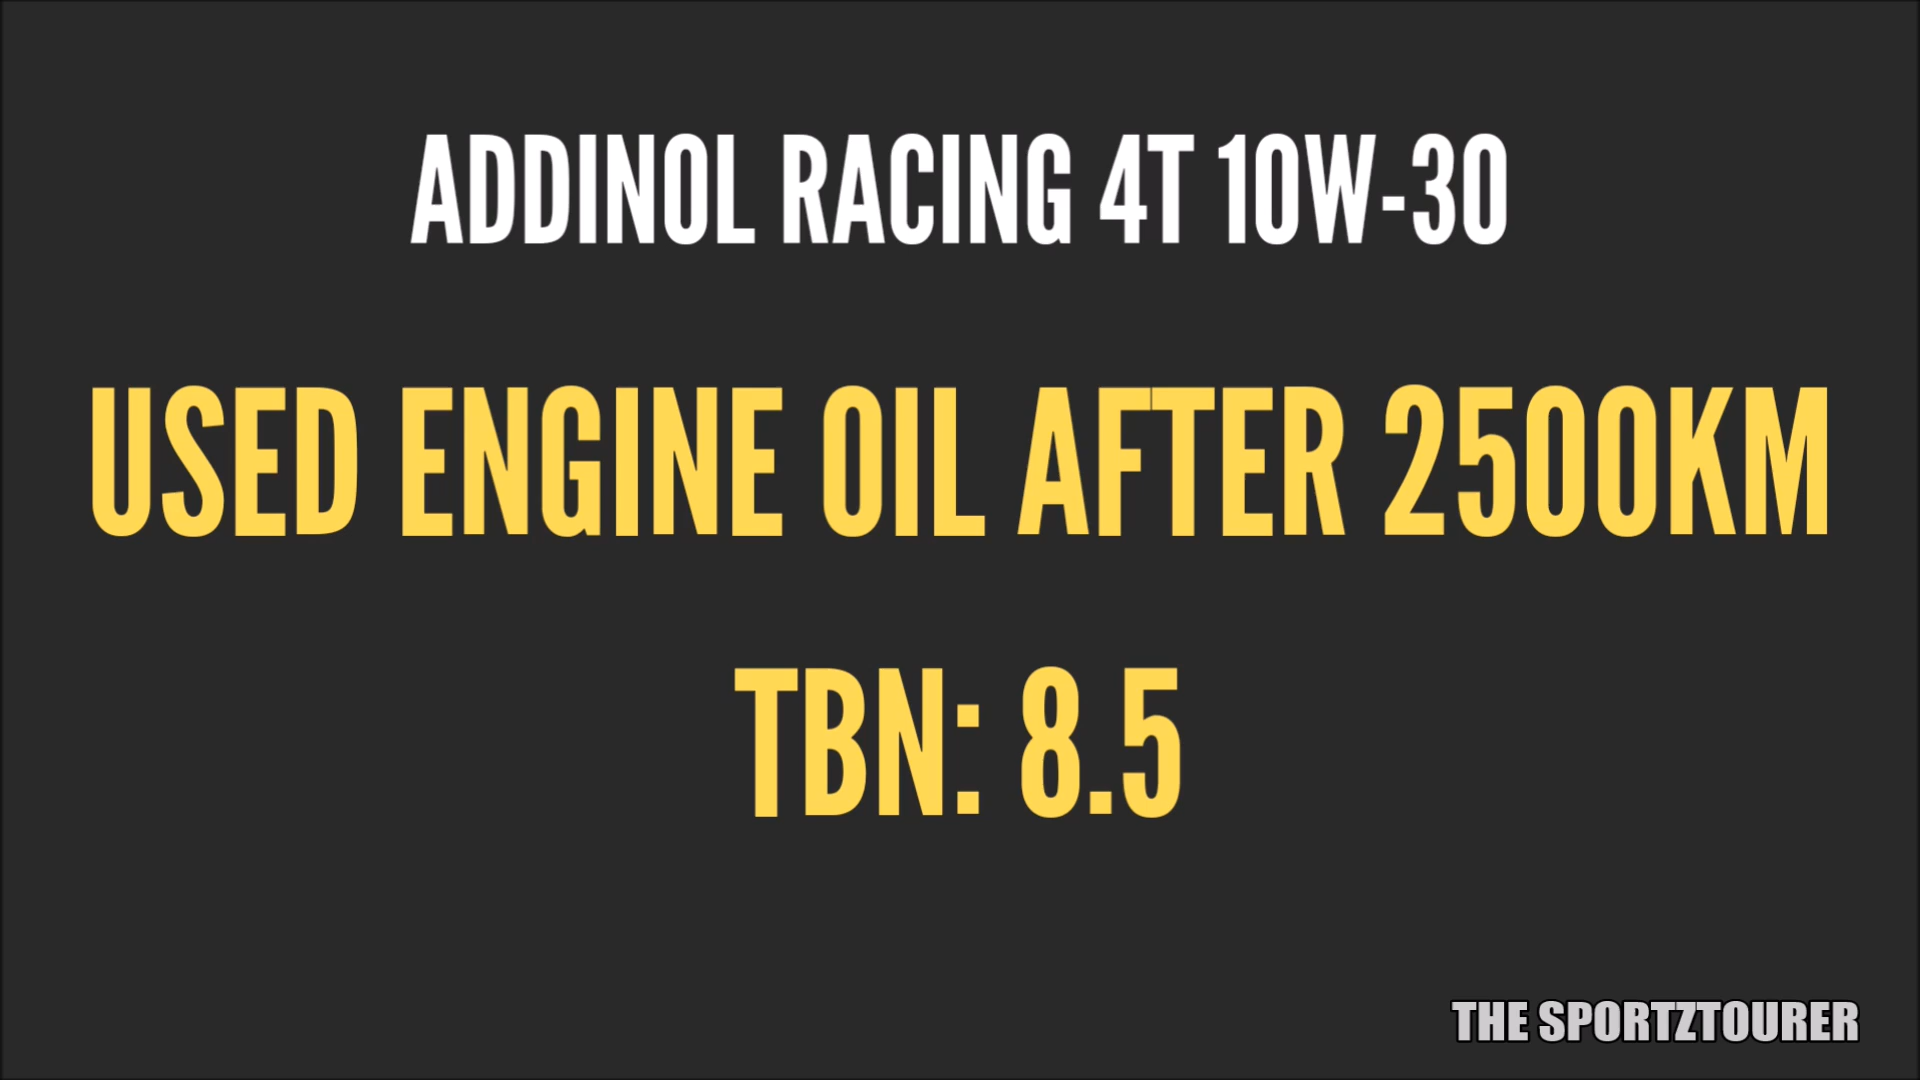 ADDINOL RACING 4T 10W-30
USED ENGINE OIL AFTER 2500KM
TBN: 8.5
THE SPORTZTOURER